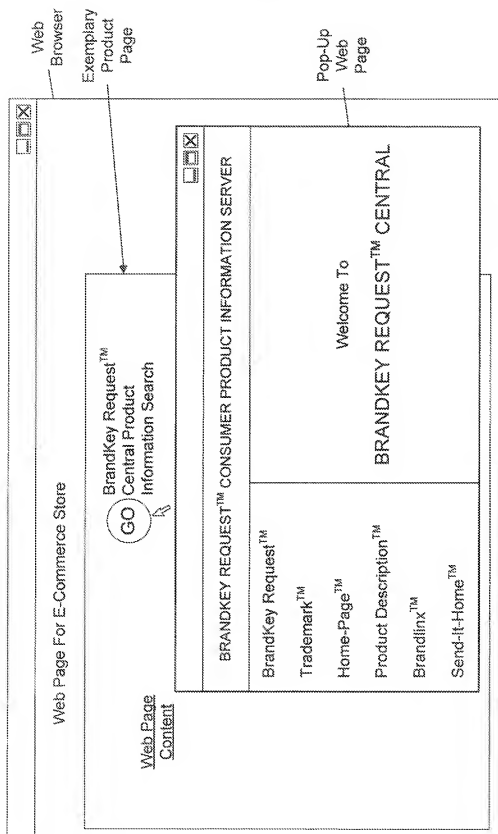 Web
Browser
Exemplary
Product
Page
Web Page For E-Commerce Store
GO
BrandKey Request™
Central Product
Information Search
Web Page
Content
Pop-Up
Web
Page
BRANDKEY REQUEST™ CONSUMER PRODUCT INFORMATION SERVER
BrandKey Request™
Trademark™
Home-Page™
Product Description™
Brandlinx™
Send-It-Home™
Welcome To
BRANDKEY REQUEST™ CENTRAL